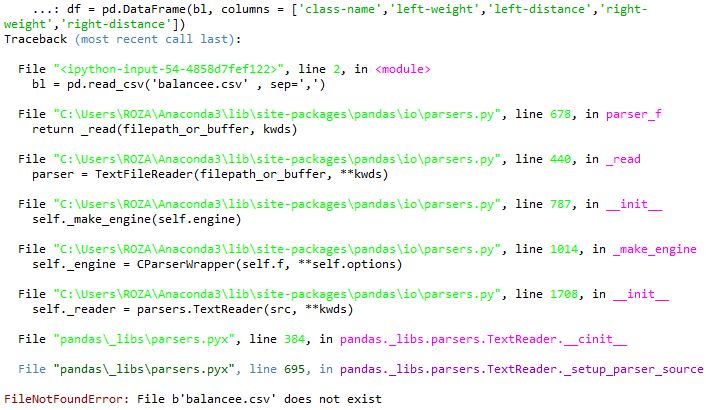 ...: df = pd.DataFrame(bl, columns = ['class-name','left-weight','left-distance','right-
weight','right-distance'])
Traceback (most recent call last):
File "<ipython-input-54-4858d7fef122>", line 2, in <module>
bl = pd.read_csv('balancee.csv' , sep=',')
File "C:\Users\ROZA\Anaconda3\lib\site-packages\pandas\io\parsers.py", line 678, in parser_f
return _read(filepath_or_buffer, kwds)
File "C:\Users\ROZA\Anaconda3\lib\site-packages\pandas\io\parsers.py", line 440, in _read
parser = TextFileReader(filepath_or_buffer, **kwds)
File "C:\Users\ROZA\Anaconda3\lib\site-packages\pandas\io\parsers.py", line 787, in __init__
self._make_engine(self.engine)
File "C:\Users\ROZA\Anaconda3\lib\site-packages\pandas\io\parsers.py", line 1014, in _make_engine
self._engine = CParserWrapper(self.f, **self.options)
File "C:\Users\ROZA\Anaconda3\lib\site-packages\pandas\io\parsers.py", line 1708, in __init__
self._reader = parsers.TextReader(src, **kwds)
File "pandas\_libs\parsers.pyx", line 384, in pandas._libs.parsers.TextReader.__cinit__
File "pandas\_libs\parsers.pyx", line 695, in pandas._libs.parsers.TextReader._setup_parser_source
FileNotFoundError: File b'balancee.csv' does not exist